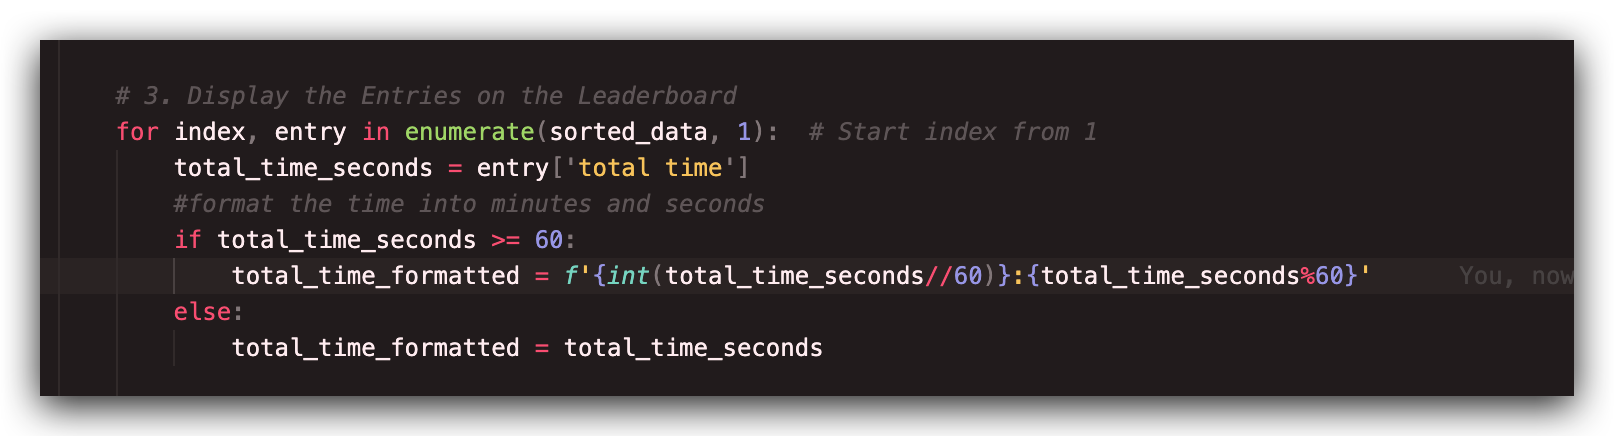 # 3. Display the Entries on the Leaderboard
for index, entry in enumerate(sorted_data, 1):  # Start index from 1
    total_time_seconds = entry['total time']
    #format the time into minutes and seconds
    if total_time_seconds >= 60:
        total_time_formatted = f'{int(total_time_seconds//60)}:{total_time_seconds%60}'      You, now
    else:
        total_time_formatted = total_time_seconds